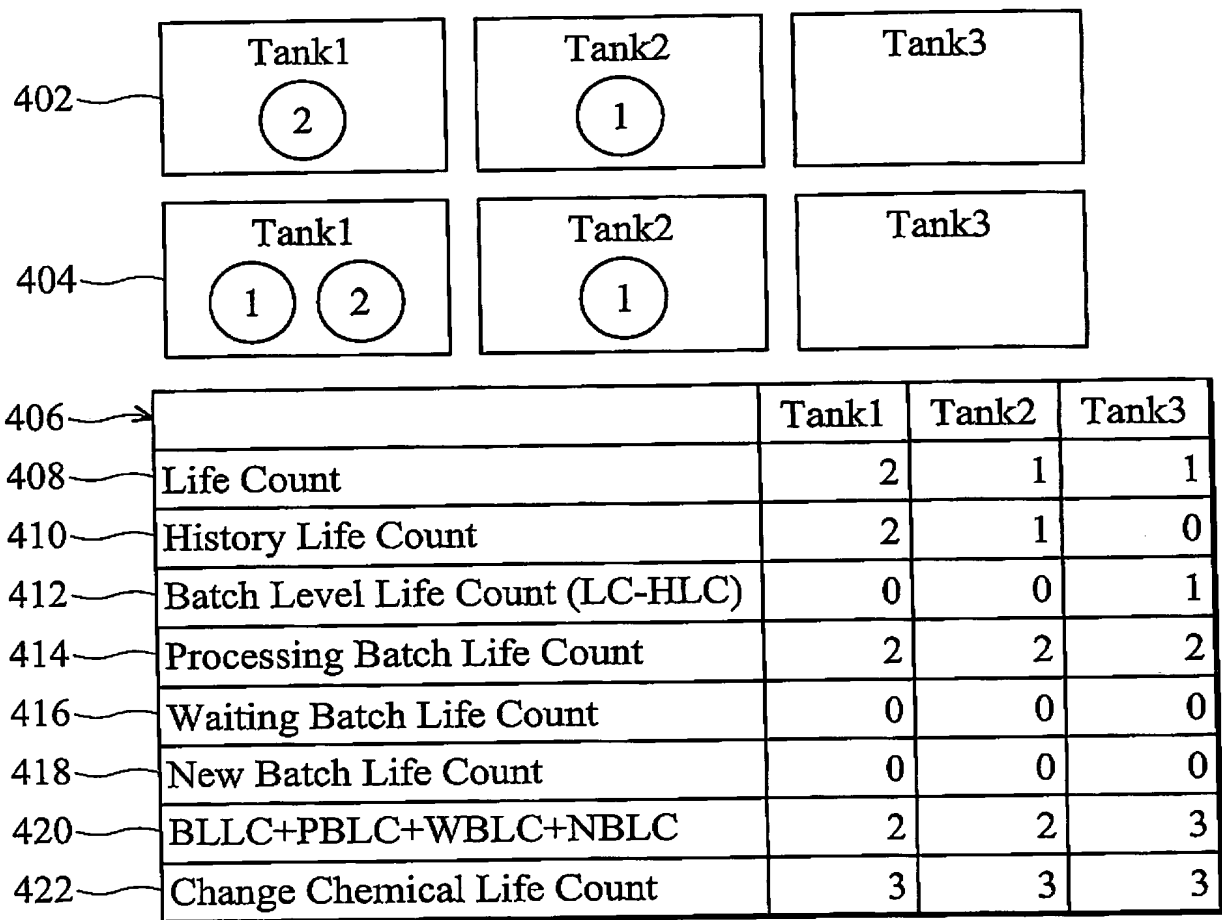 Tank1 Tank2 Tank3
402 2 1
Tank1 Tank2 Tank3
404 1 2 1
406 Tank1 Tank2 Tank3
408 Life Count 2 1 1
410 History Life Count 2 1 0
412 Batch Level Life Count (LC-HLC) 0 0 1
414 Processing Batch Life Count 2 2 2
416 Waiting Batch Life Count 0 0 0
418 New Batch Life Count 0 0 0
420 BLLC+PBLC+WBLC+NBLC 2 2 3
422 Change Chemical Life Count 3 3 3